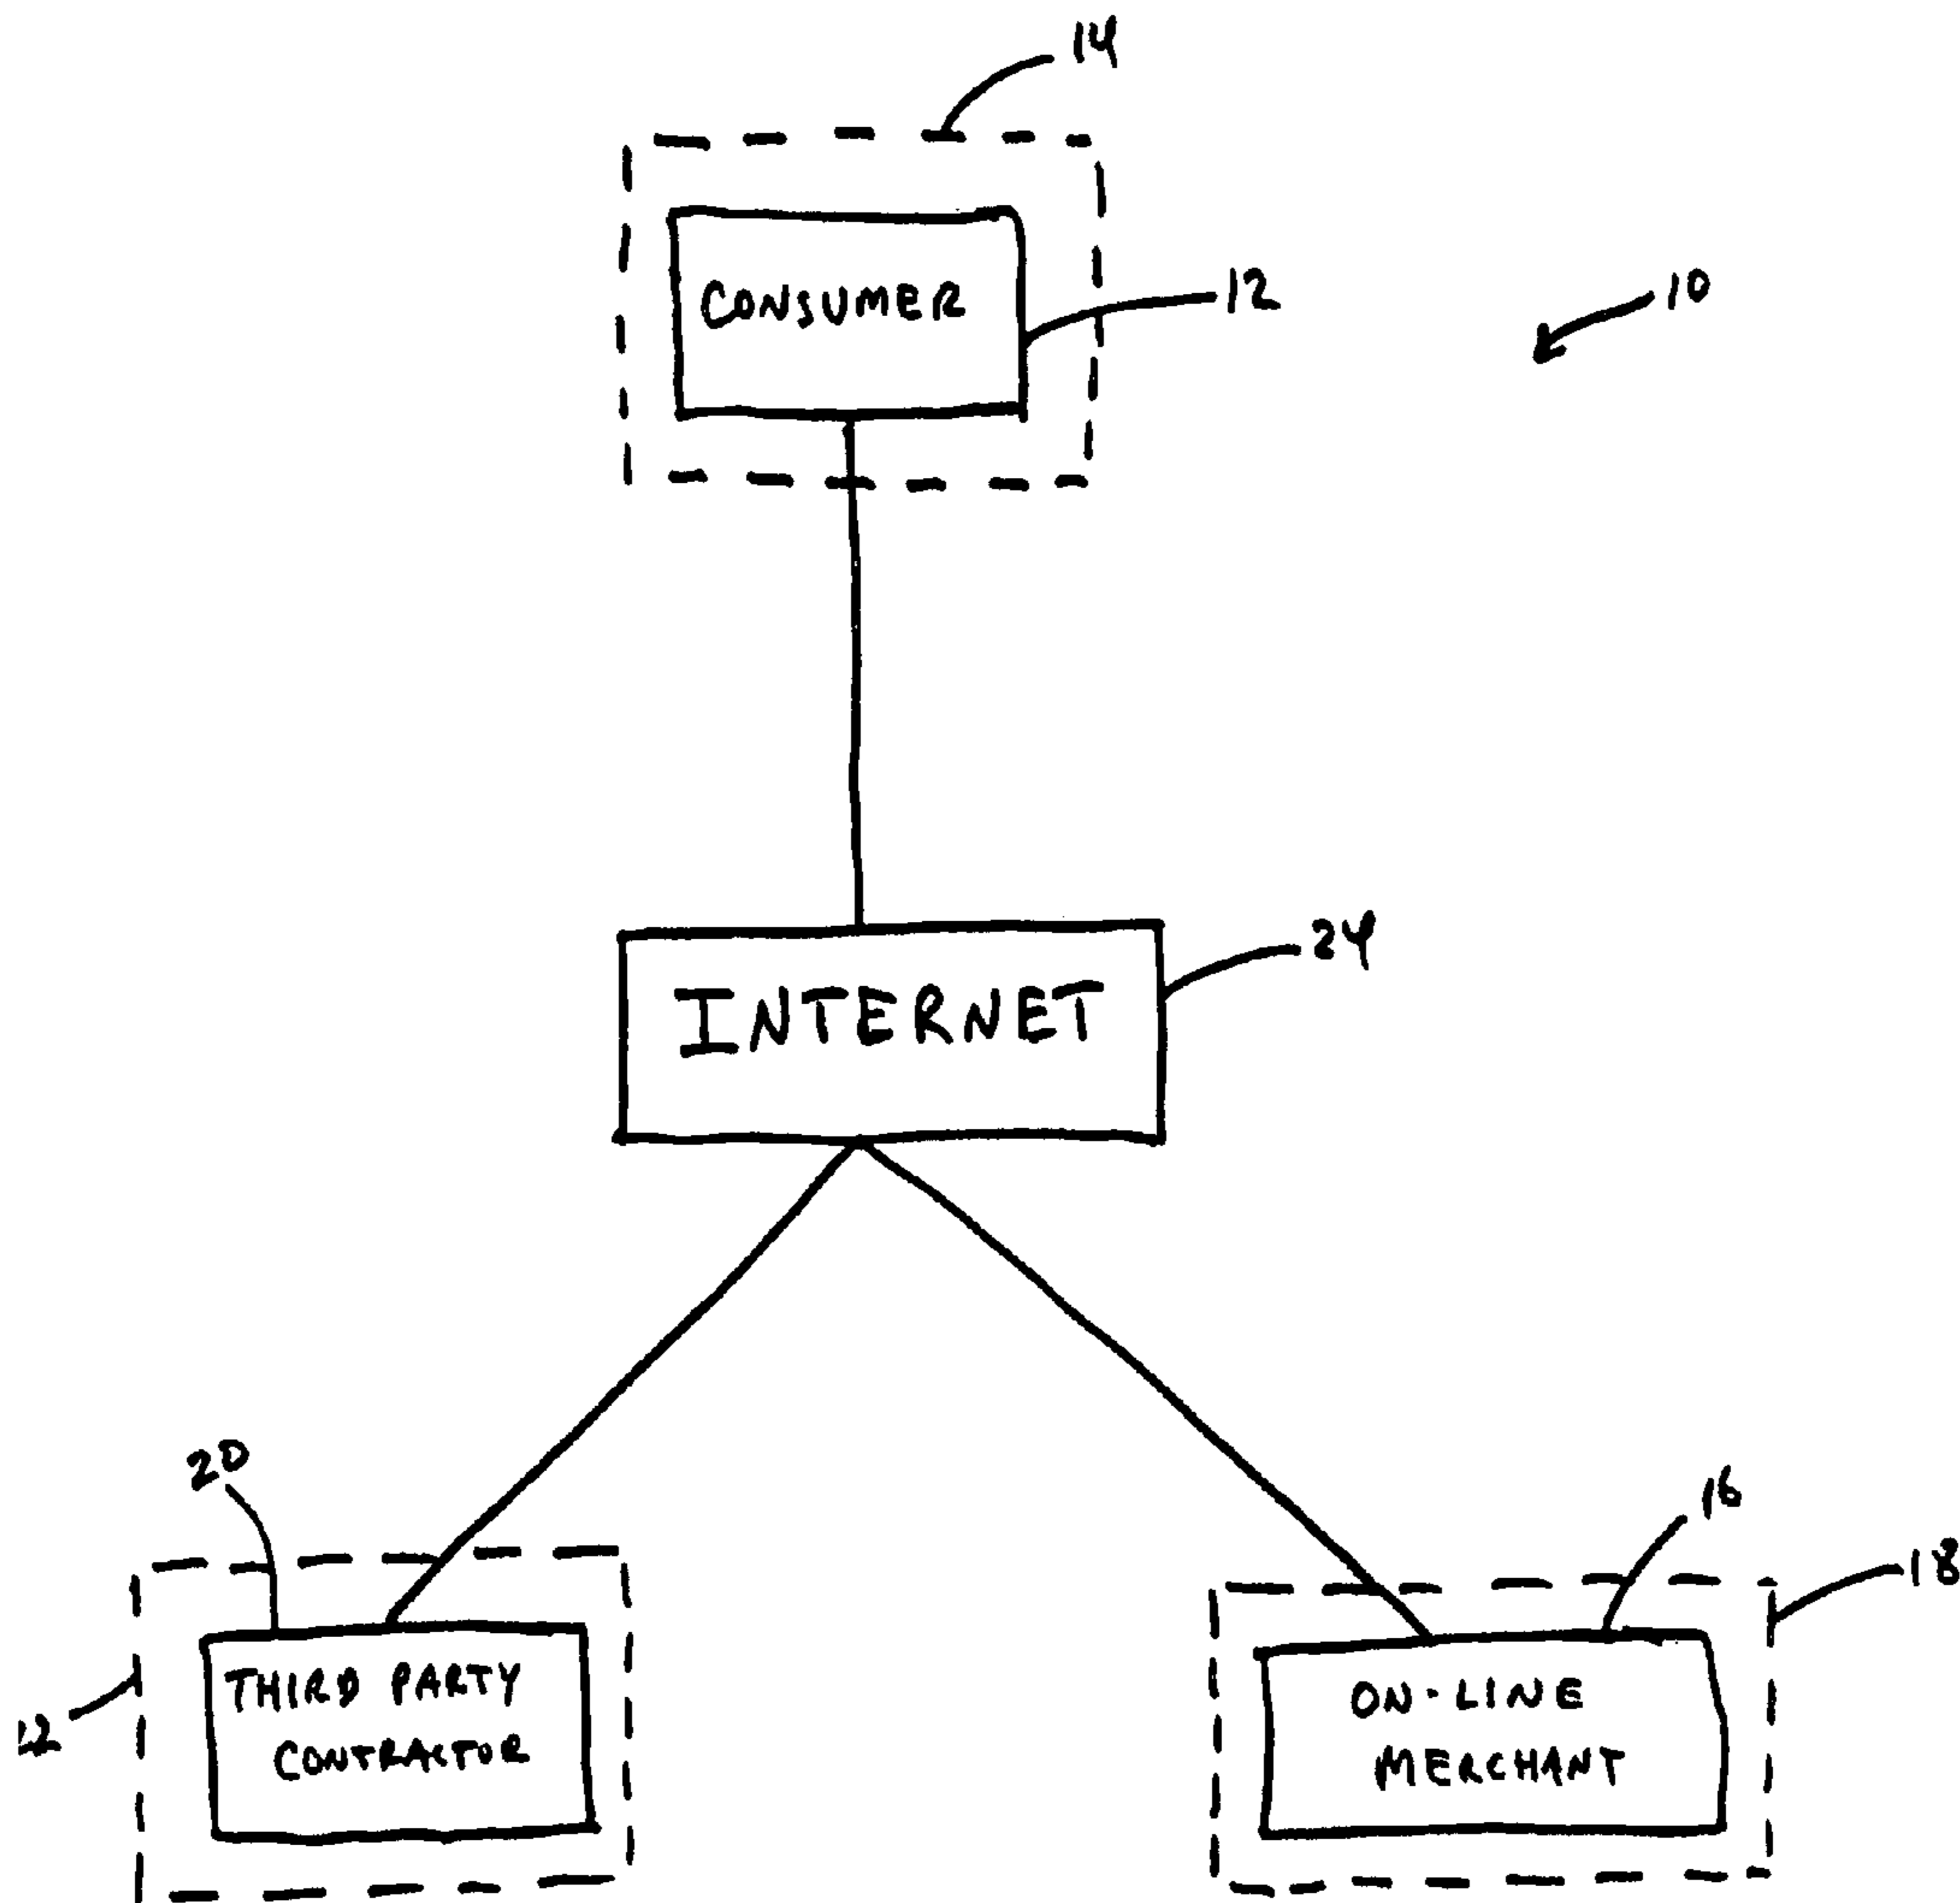 14
CONSUMER
12
10
INTERNET
24
20
16
18
THIRD PARTY
CONTRACTOR
22
ON-LINE
MERCHANT